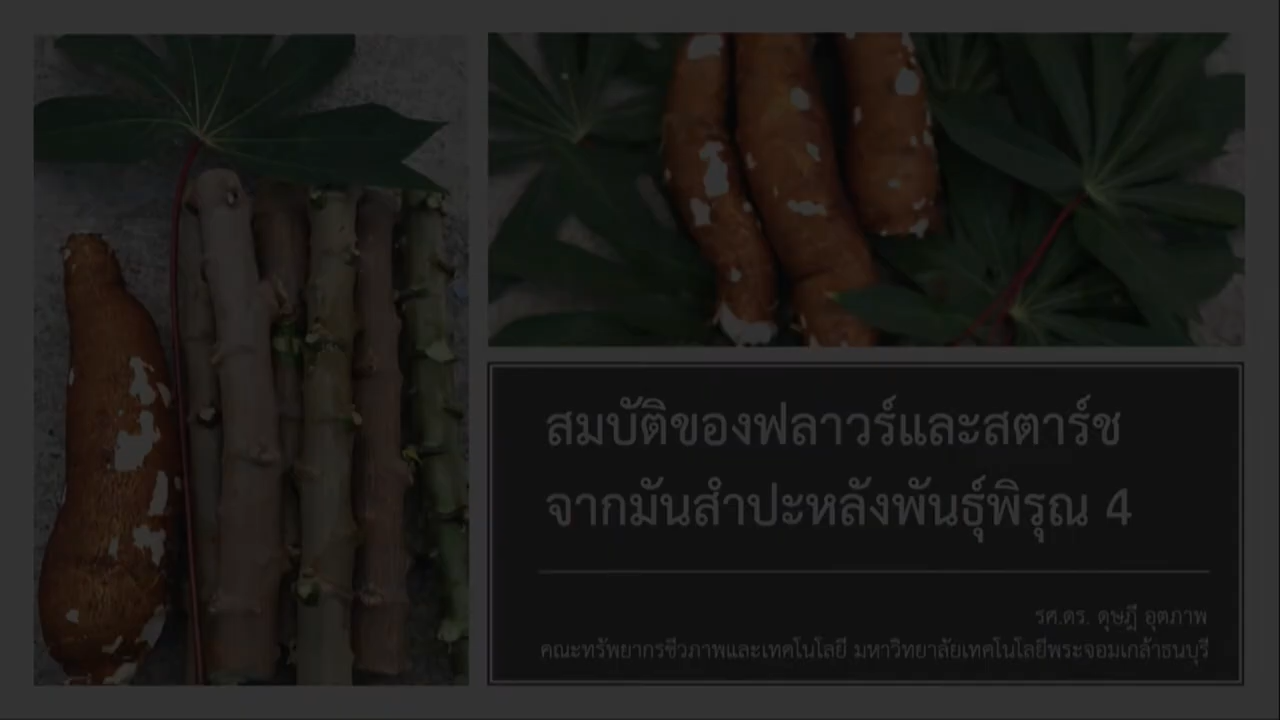 สมบัติของฟลาวร์และสตาร์ช
จากมันสำปะหลังพันธุ์พิรุณ 4
รศ.ดร. ดุษฎี อุตภาพ
คณะทรัพยากรชีวภาพและเทคโนโลยี มหาวิทยาลัยเทคโนโลยีพระจอมเกล้าธนบุรี